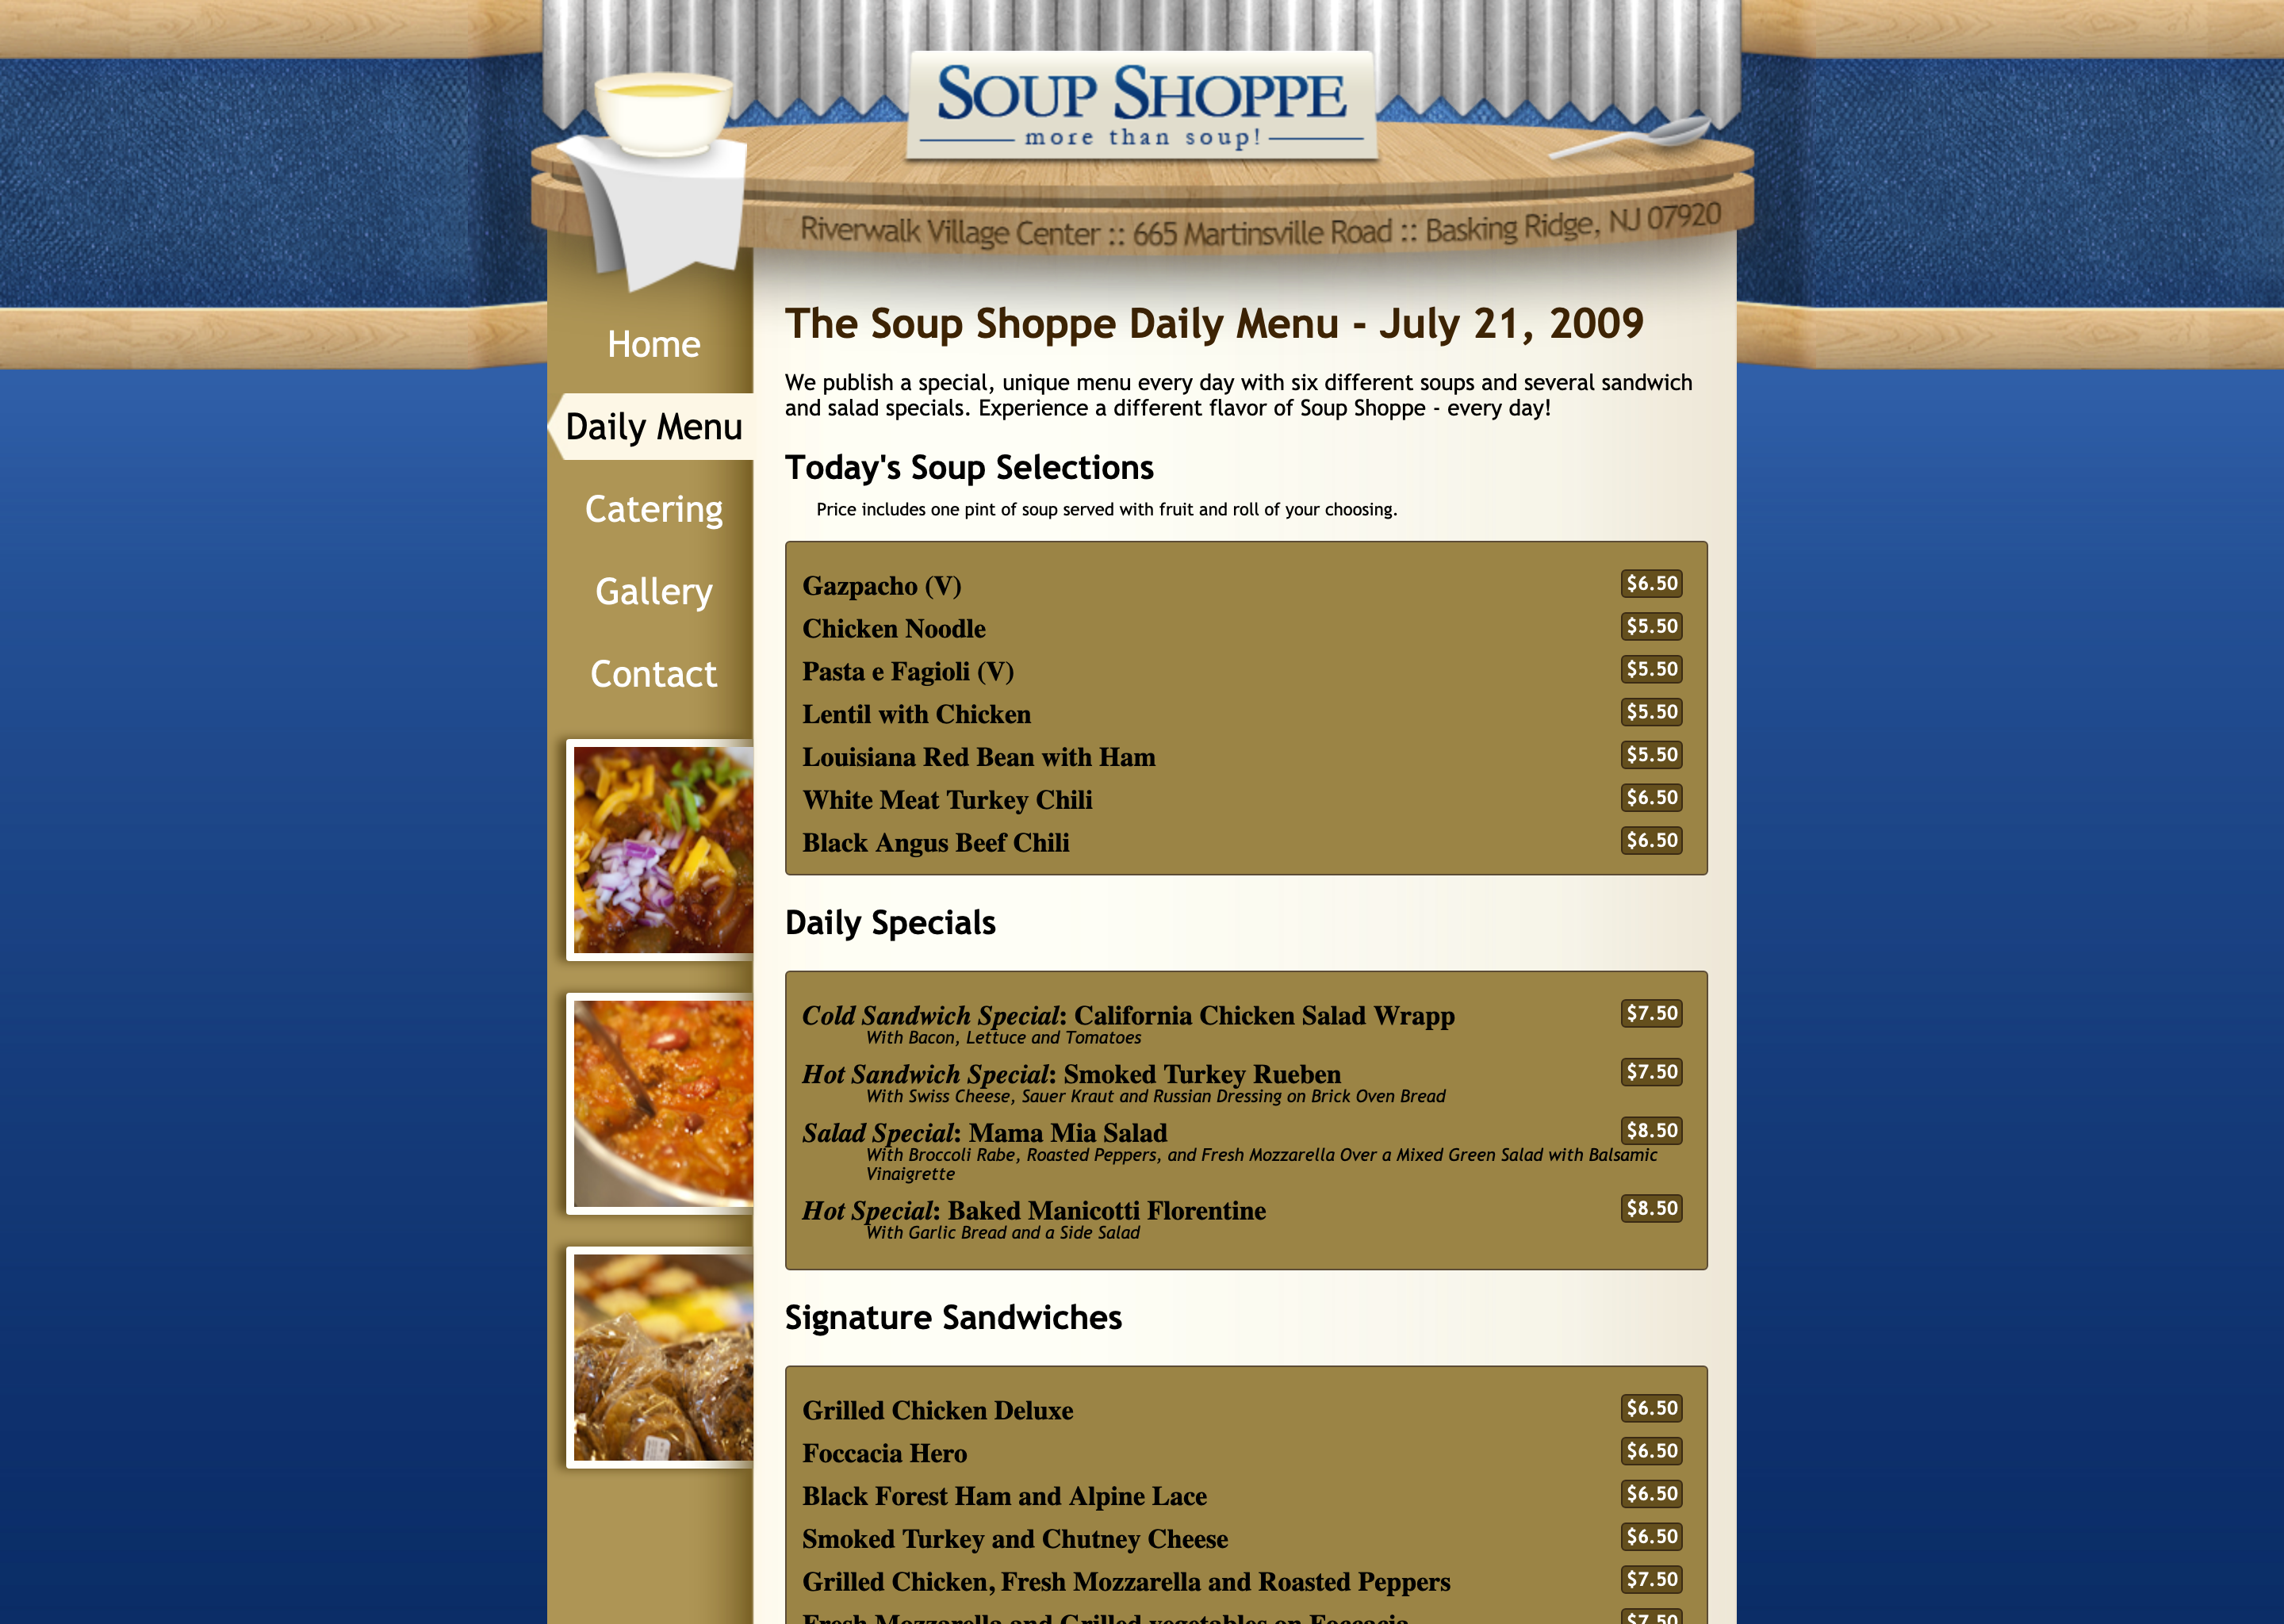 SOUP SHOPPE
more than soup!
Riverwalk Village Center :: 665 Martinsville Road :: Basking Ridge, NJ 07920
Home
Daily Menu
Catering
Gallery
Contact
The Soup Shoppe Daily Menu - July 21, 2009
We publish a special, unique menu every day with six different soups and several sandwich
and salad specials. Experience a different flavor of Soup Shoppe - every day!
Today's Soup Selections
Price includes one pint of soup served with fruit and roll of your choosing.
Gazpacho (V) $6.50
Chicken Noodle $5.50
Pasta e Fagioli (V) $5.50
Lentil with Chicken $5.50
Louisiana Red Bean with Ham $5.50
White Meat Turkey Chili $6.50
Black Angus Beef Chili $6.50
Daily Specials
Cold Sandwich Special: California Chicken Salad Wrapp $7.50
With Bacon, Lettuce and Tomatoes
Hot Sandwich Special: Smoked Turkey Rueben $7.50
With Swiss Cheese, Sauer Kraut and Russian Dressing on Brick Oven Bread
Salad Special: Mama Mia Salad $8.50
With Broccoli Rabe, Roasted Peppers, and Fresh Mozzarella Over a Mixed Green Salad with Balsamic
Vinaigrette
Hot Special: Baked Manicotti Florentine $8.50
With Garlic Bread and a Side Salad
Signature Sandwiches
Grilled Chicken Deluxe $6.50
Foccacia Hero $6.50
Black Forest Ham and Alpine Lace $6.50
Smoked Turkey and Chutney Cheese $6.50
Grilled Chicken, Fresh Mozzarella and Roasted Peppers $7.50
Fresh Mozzarella and Grilled vegetables on Foccacia $7.50